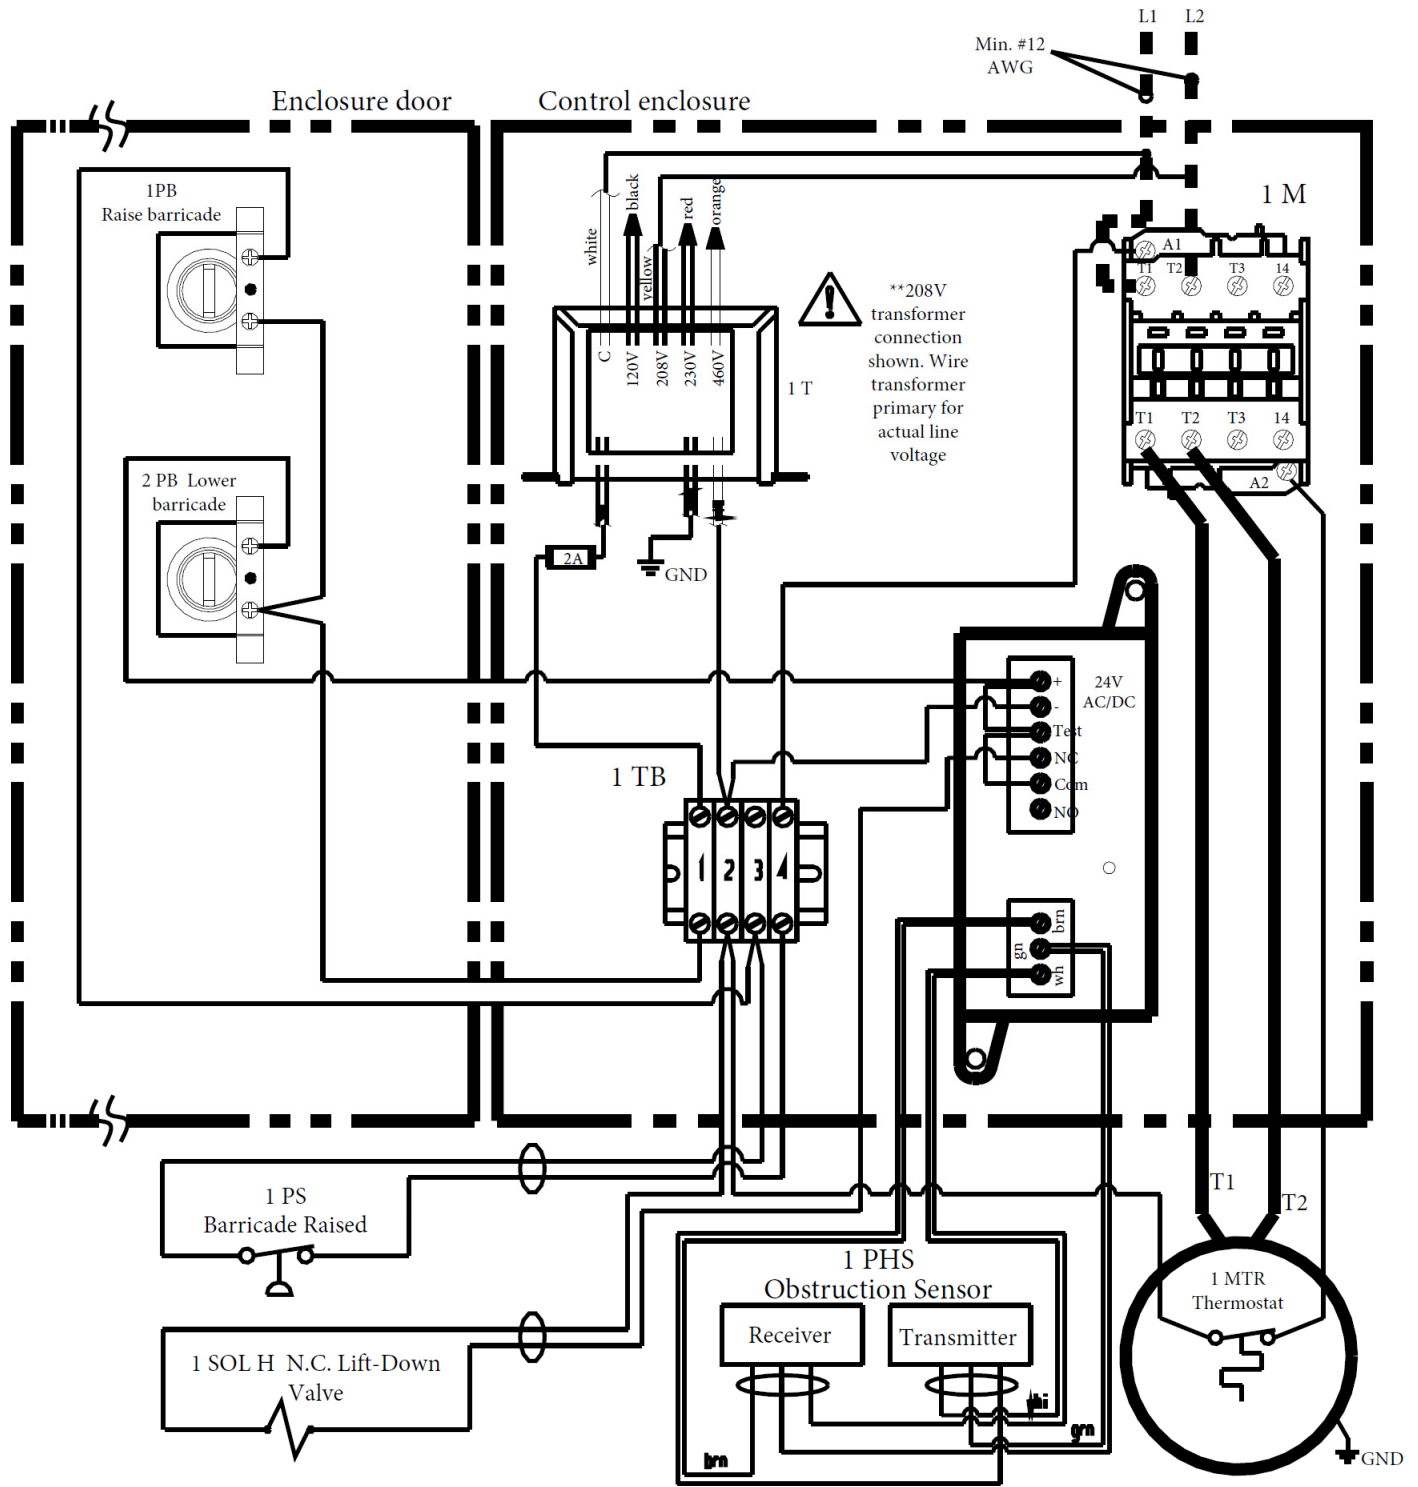 L1
L2
Min. #12
AWG
Enclosure door
Control enclosure
1PB
Raise barricade
2 PB Lower
barricade
white
black
yellow
red
orange
C
120V
208V
230V
460V
1 T
**208V
transformer
connection
shown. Wire
transformer
primary for
actual line
voltage
1 M
A1
T1
T2
T3
14
T1
T2
T3
14
A2
2A
GND
+
-
Test
NC
Com
NO
24V
AC/DC
1 TB
1
2
3
4
brn
gn
wh
1 PS
Barricade Raised
1 SOL H N.C. Lift-Down
Valve
1 PHS
Obstruction Sensor
Receiver
Transmitter
brn
grn
T1
T2
1 MTR
Thermostat
GND